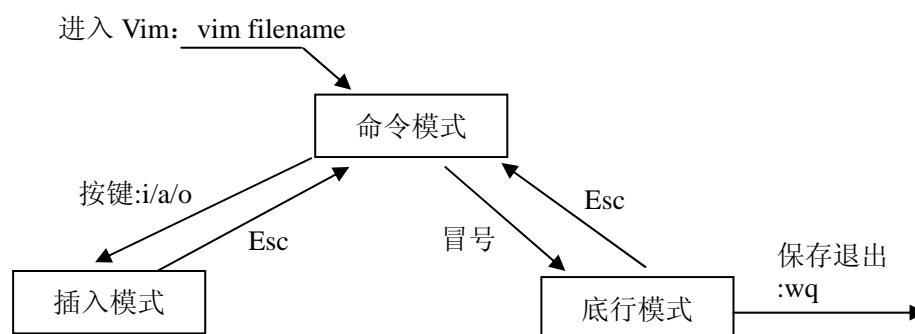 进入 Vim：vim filename
命令模式
按键:i/a/o
Esc
冒号
Esc
插入模式
底行模式
保存退出
:wq